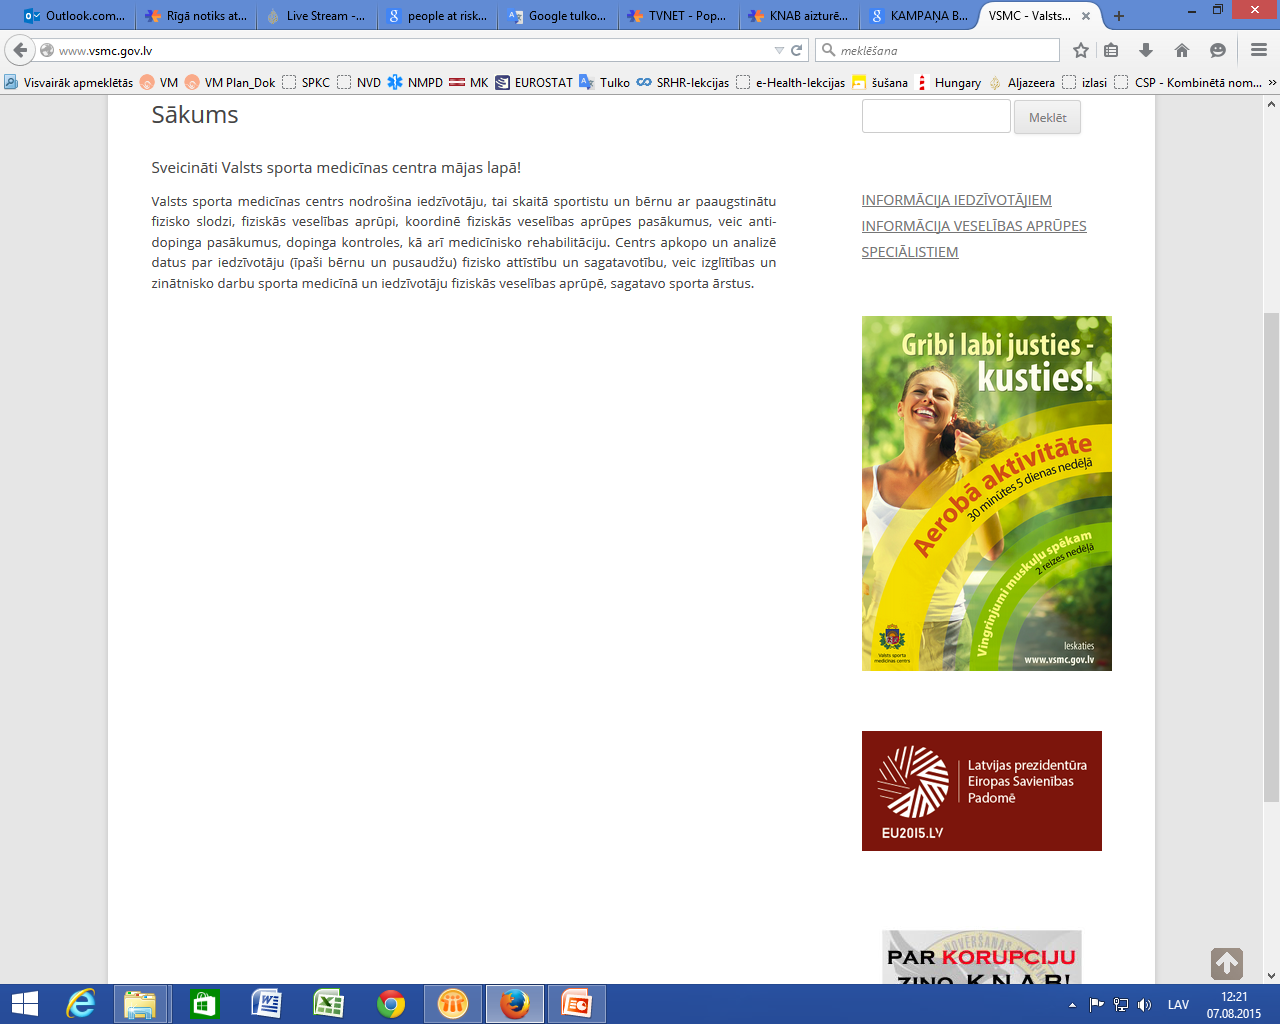 Outlook.com...
Rīgā notiks at...
Live Stream -...
people at risk...
Google tulko...
TVNET - Pop...
KNAB aizturē...
KAMPAŅA B...
VSMC - Valsts...
www.vsmc.gov.lv
meklēšana
Visvairāk apmeklētās
VM
VM Plan_Dok
SPKC
NVD
NMPD
MK
EUROSTAT
Tulko
SRHR-lekcijas
e-Health-lekcijas
šušana
Hungary
Aljazeera
izlasi
CSP - Kombinētā nom...
Sākums
Sveicināti Valsts sporta medicīnas centra mājas lapā!
Valsts sporta medicīnas centrs nodrošina iedzīvotāju, tai skaitā sportistu un bērnu ar paaugstinātu
fizisko slodzi, fiziskās veselības aprūpi, koordinē fiziskās veselības aprūpes pasākumus, veic anti-
dopinga pasākumus, dopinga kontroles, kā arī medicīnisko rehabilitāciju. Centrs apkopo un analizē
datus par iedzīvotāju (īpaši bērnu un pusaudžu) fizisko attīstību un sagatavotību, veic izglītības un
zinātnisko darbu sporta medicīnā un iedzīvotāju fiziskās veselības aprūpē, sagatavo sporta ārstus.
Meklēt
INFORMĀCIJA IEDZĪVOTĀJIEM
INFORMĀCIJA VESELĪBAS APRŪPES
SPECIĀLISTIEM
Gribi labi justies -
kusties!
Aerobā aktivitāte
30 minūtes 5 dienas nedēļā
Vingrinjumi muskuļu spēkam
2 reizes nedēļā
Valsts sporta
medicīnas centrs
Ieskaties
www.vsmc.gov.lv
Latvijas prezidentūra
Eiropas Savienības
Padomē
EU2015.LV
PAR KORUPCIJU
ZIŅO K N A B!
LAV
12:21
07.08.2015